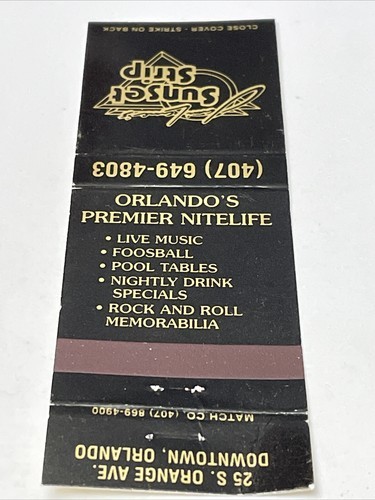 CLOSE COVER - STRIKE ON BACK
Sunset
Strip
(407) 649-4803
ORLANDO'S
PREMIER NITELIFE
• LIVE MUSIC
• FOOSBALL
• POOL TABLES
• NIGHTLY DRINK
SPECIALS
• ROCK AND ROLL
MEMORABILIA
MATCH CO. (407) 869-4900
25 S. ORANGE AVE.
DOWNTOWN, ORLANDO